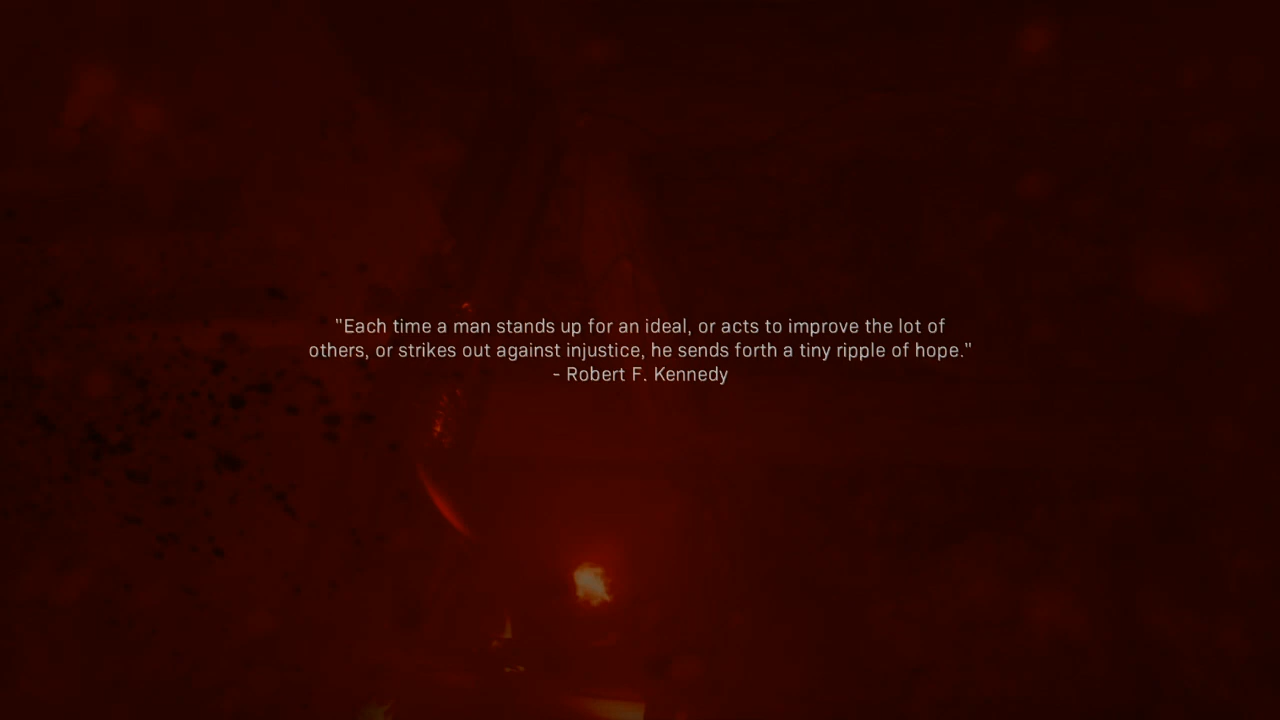 "Each time a man stands up for an ideal, or acts to improve the lot of
others, or strikes out against injustice, he sends forth a tiny ripple of hope."
- Robert F. Kennedy